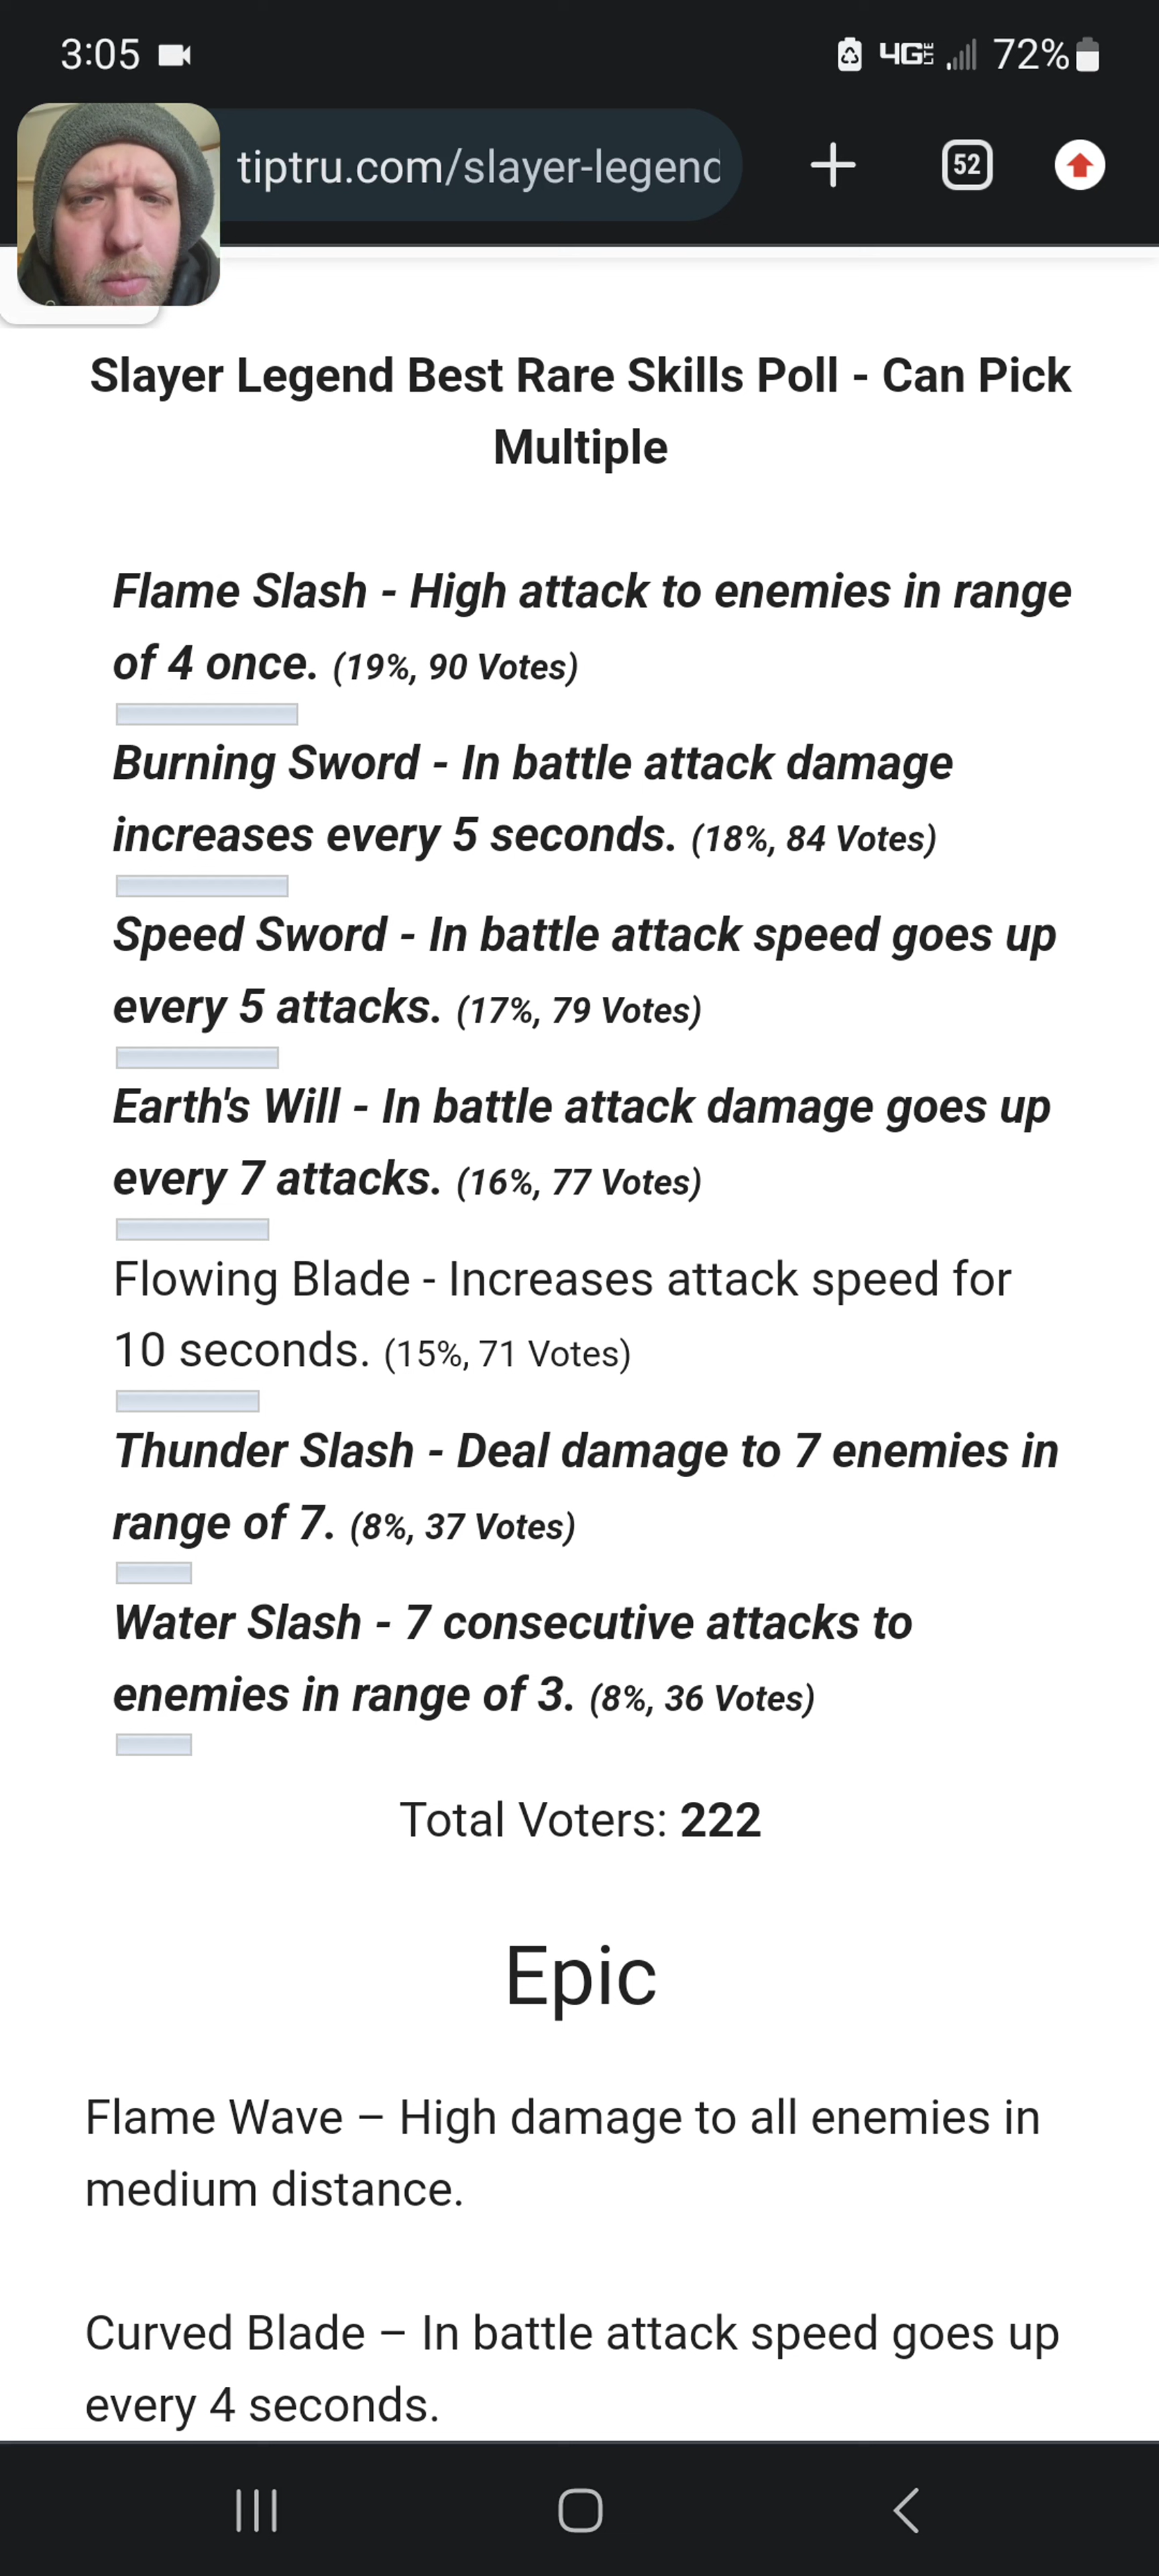 3:05 4G LTE 72%
tiptru.com/slayer-legend 52
Slayer Legend Best Rare Skills Poll - Can Pick
Multiple
Flame Slash - High attack to enemies in range
of 4 once. (19%, 90 Votes)
Burning Sword - In battle attack damage
increases every 5 seconds. (18%, 84 Votes)
Speed Sword - In battle attack speed goes up
every 5 attacks. (17%, 79 Votes)
Earth's Will - In battle attack damage goes up
every 7 attacks. (16%, 77 Votes)
Flowing Blade - Increases attack speed for
10 seconds. (15%, 71 Votes)
Thunder Slash - Deal damage to 7 enemies in
range of 7. (8%, 37 Votes)
Water Slash - 7 consecutive attacks to
enemies in range of 3. (8%, 36 Votes)
Total Voters: 222
Epic
Flame Wave – High damage to all enemies in
medium distance.
Curved Blade – In battle attack speed goes up
every 4 seconds.